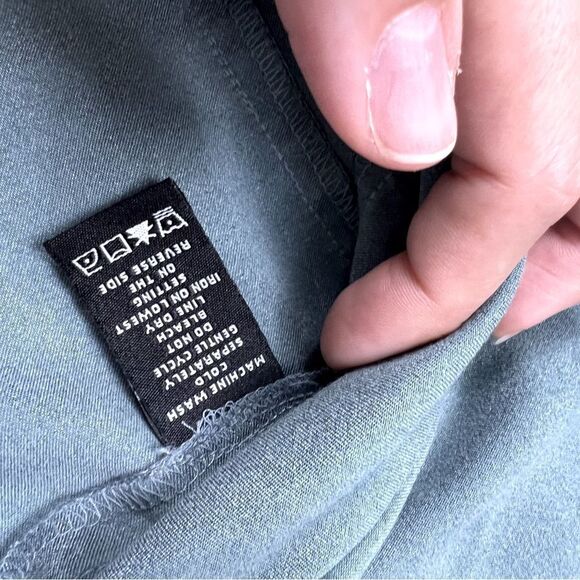 MACHINE WASH
COLD
SEPARATELY
GENTLE CYCLE
DO NOT
BLEACH
LINE DRY
IRON ON LOWEST
SETTING
ON THE
REVERSE SIDE